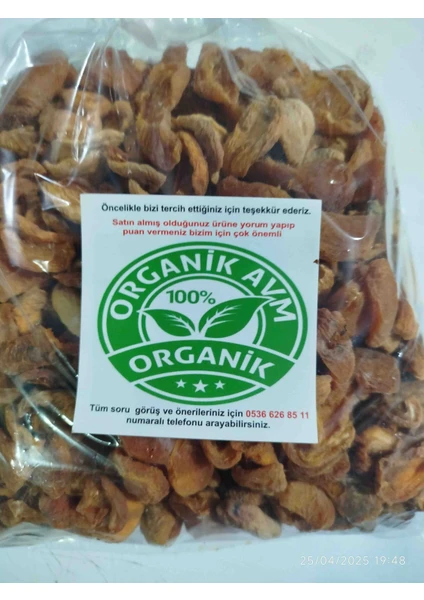 Öncelikle bizi tercih ettiğiniz için teşekkür ederiz.
Satın almış olduğunuz ürüne yorum yapıp
puan vermeniz bizim için çok önemli
ORGANİK AVM
100%
ORGANİK
Tüm soru görüş ve önerileriniz için 0536 626 85 11
numaralı telefonu arayabilirsiniz.
25/04/2025 19:48